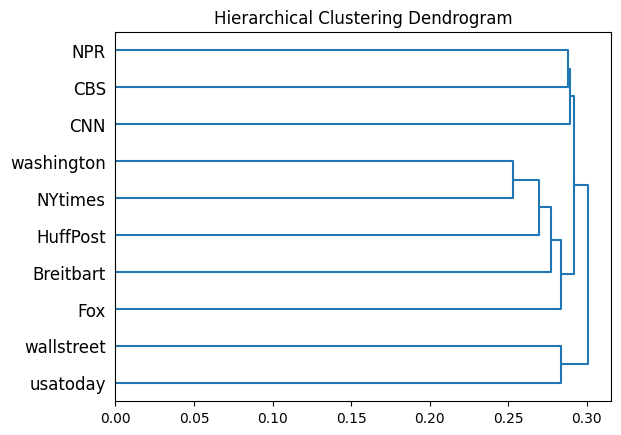 Hierarchical Clustering Dendrogram
NPR
CBS
CNN
washington
NYtimes
HuffPost
Breitbart
Fox
wallstreet
usatoday
0.00 0.05 0.10 0.15 0.20 0.25 0.30